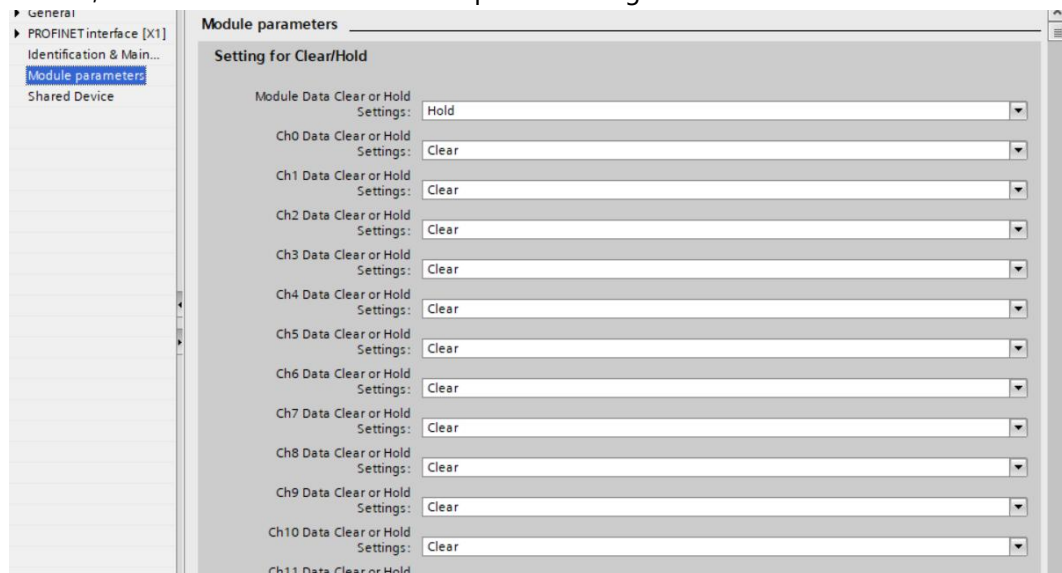 General
PROFINET interface [X1]
Identification & Main...
Module parameters
Shared Device
Module parameters
Setting for Clear/Hold
Module Data Clear or Hold
Settings: Hold
Ch0 Data Clear or Hold
Settings: Clear
Ch1 Data Clear or Hold
Settings: Clear
Ch2 Data Clear or Hold
Settings: Clear
Ch3 Data Clear or Hold
Settings: Clear
Ch4 Data Clear or Hold
Settings: Clear
Ch5 Data Clear or Hold
Settings: Clear
Ch6 Data Clear or Hold
Settings: Clear
Ch7 Data Clear or Hold
Settings: Clear
Ch8 Data Clear or Hold
Settings: Clear
Ch9 Data Clear or Hold
Settings: Clear
Ch10 Data Clear or Hold
Settings: Clear
Ch11 Data Clear or Hold